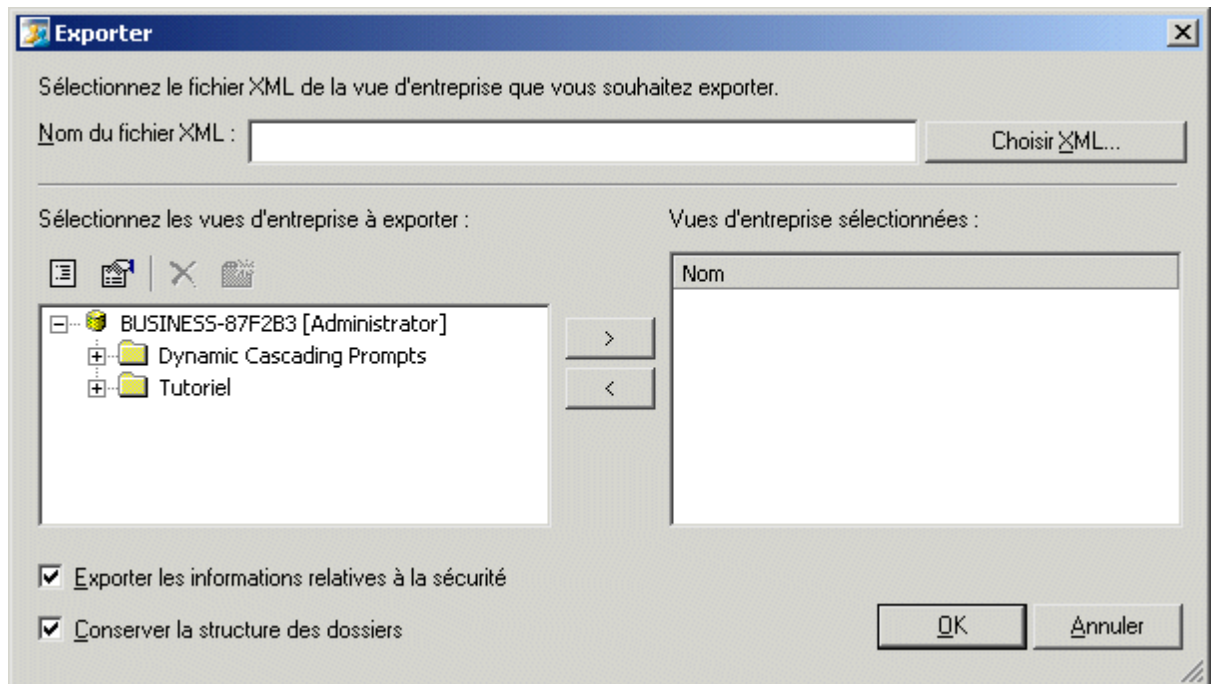 Exporter
Sélectionnez le fichier XML de la vue d'entreprise que vous souhaitez exporter.
Nom du fichier XML :
Choisir XML...
Sélectionnez les vues d'entreprise à exporter :
Vues d'entreprise sélectionnées :
Nom
BUSINESS-87F2B3 [Administrator]
Dynamic Cascading Prompts
Tutoriel
>
<
Exporter les informations relatives à la sécurité
Conserver la structure des dossiers
OK
Annuler